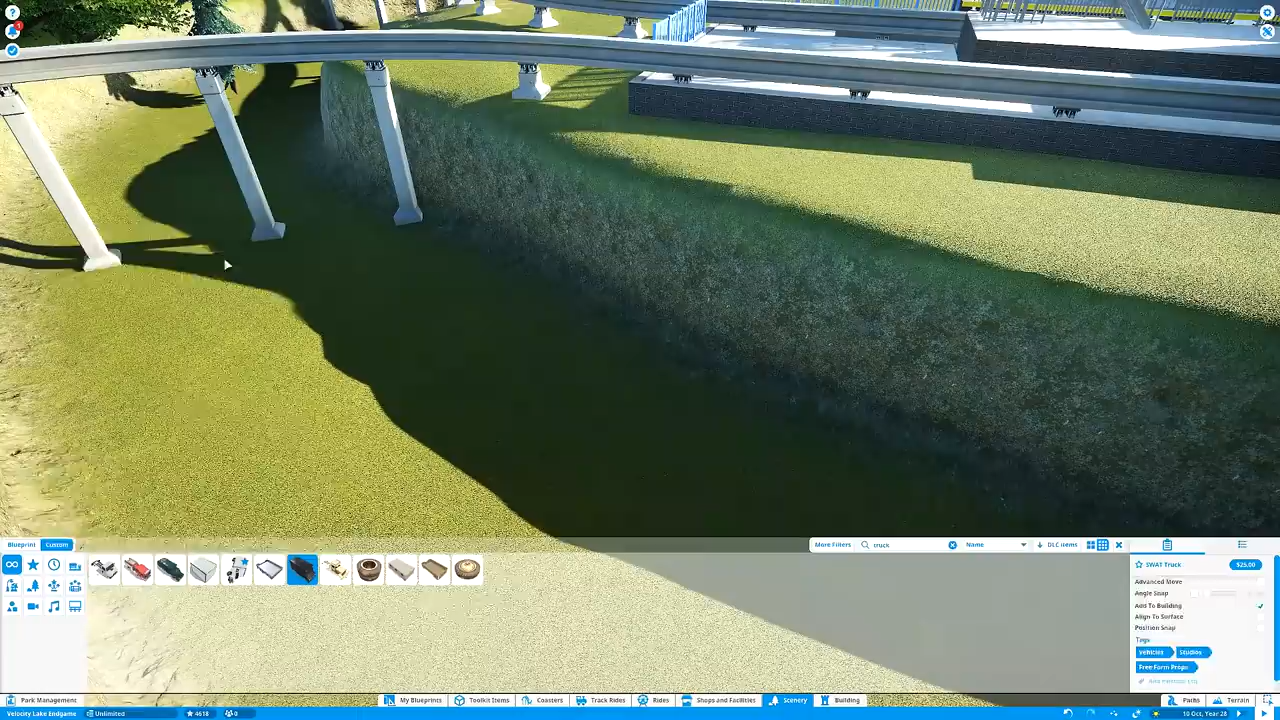 ?
1
Blueprint Custom
More Filters truck Name DLC items
SWAT Truck $25.00
Advanced Move
Angle Snap
Add To Building
Align To Surface
Position Snap
Tags
Vehicles Studios
Free Form Props
Park Management My Blueprints Toolkit Items Coasters Track Rides Rides Shops and Facilities Scenery Building Paths Terrain
Velocity Lake Endgame Unlimited 4618 0 10 Oct, Year 28